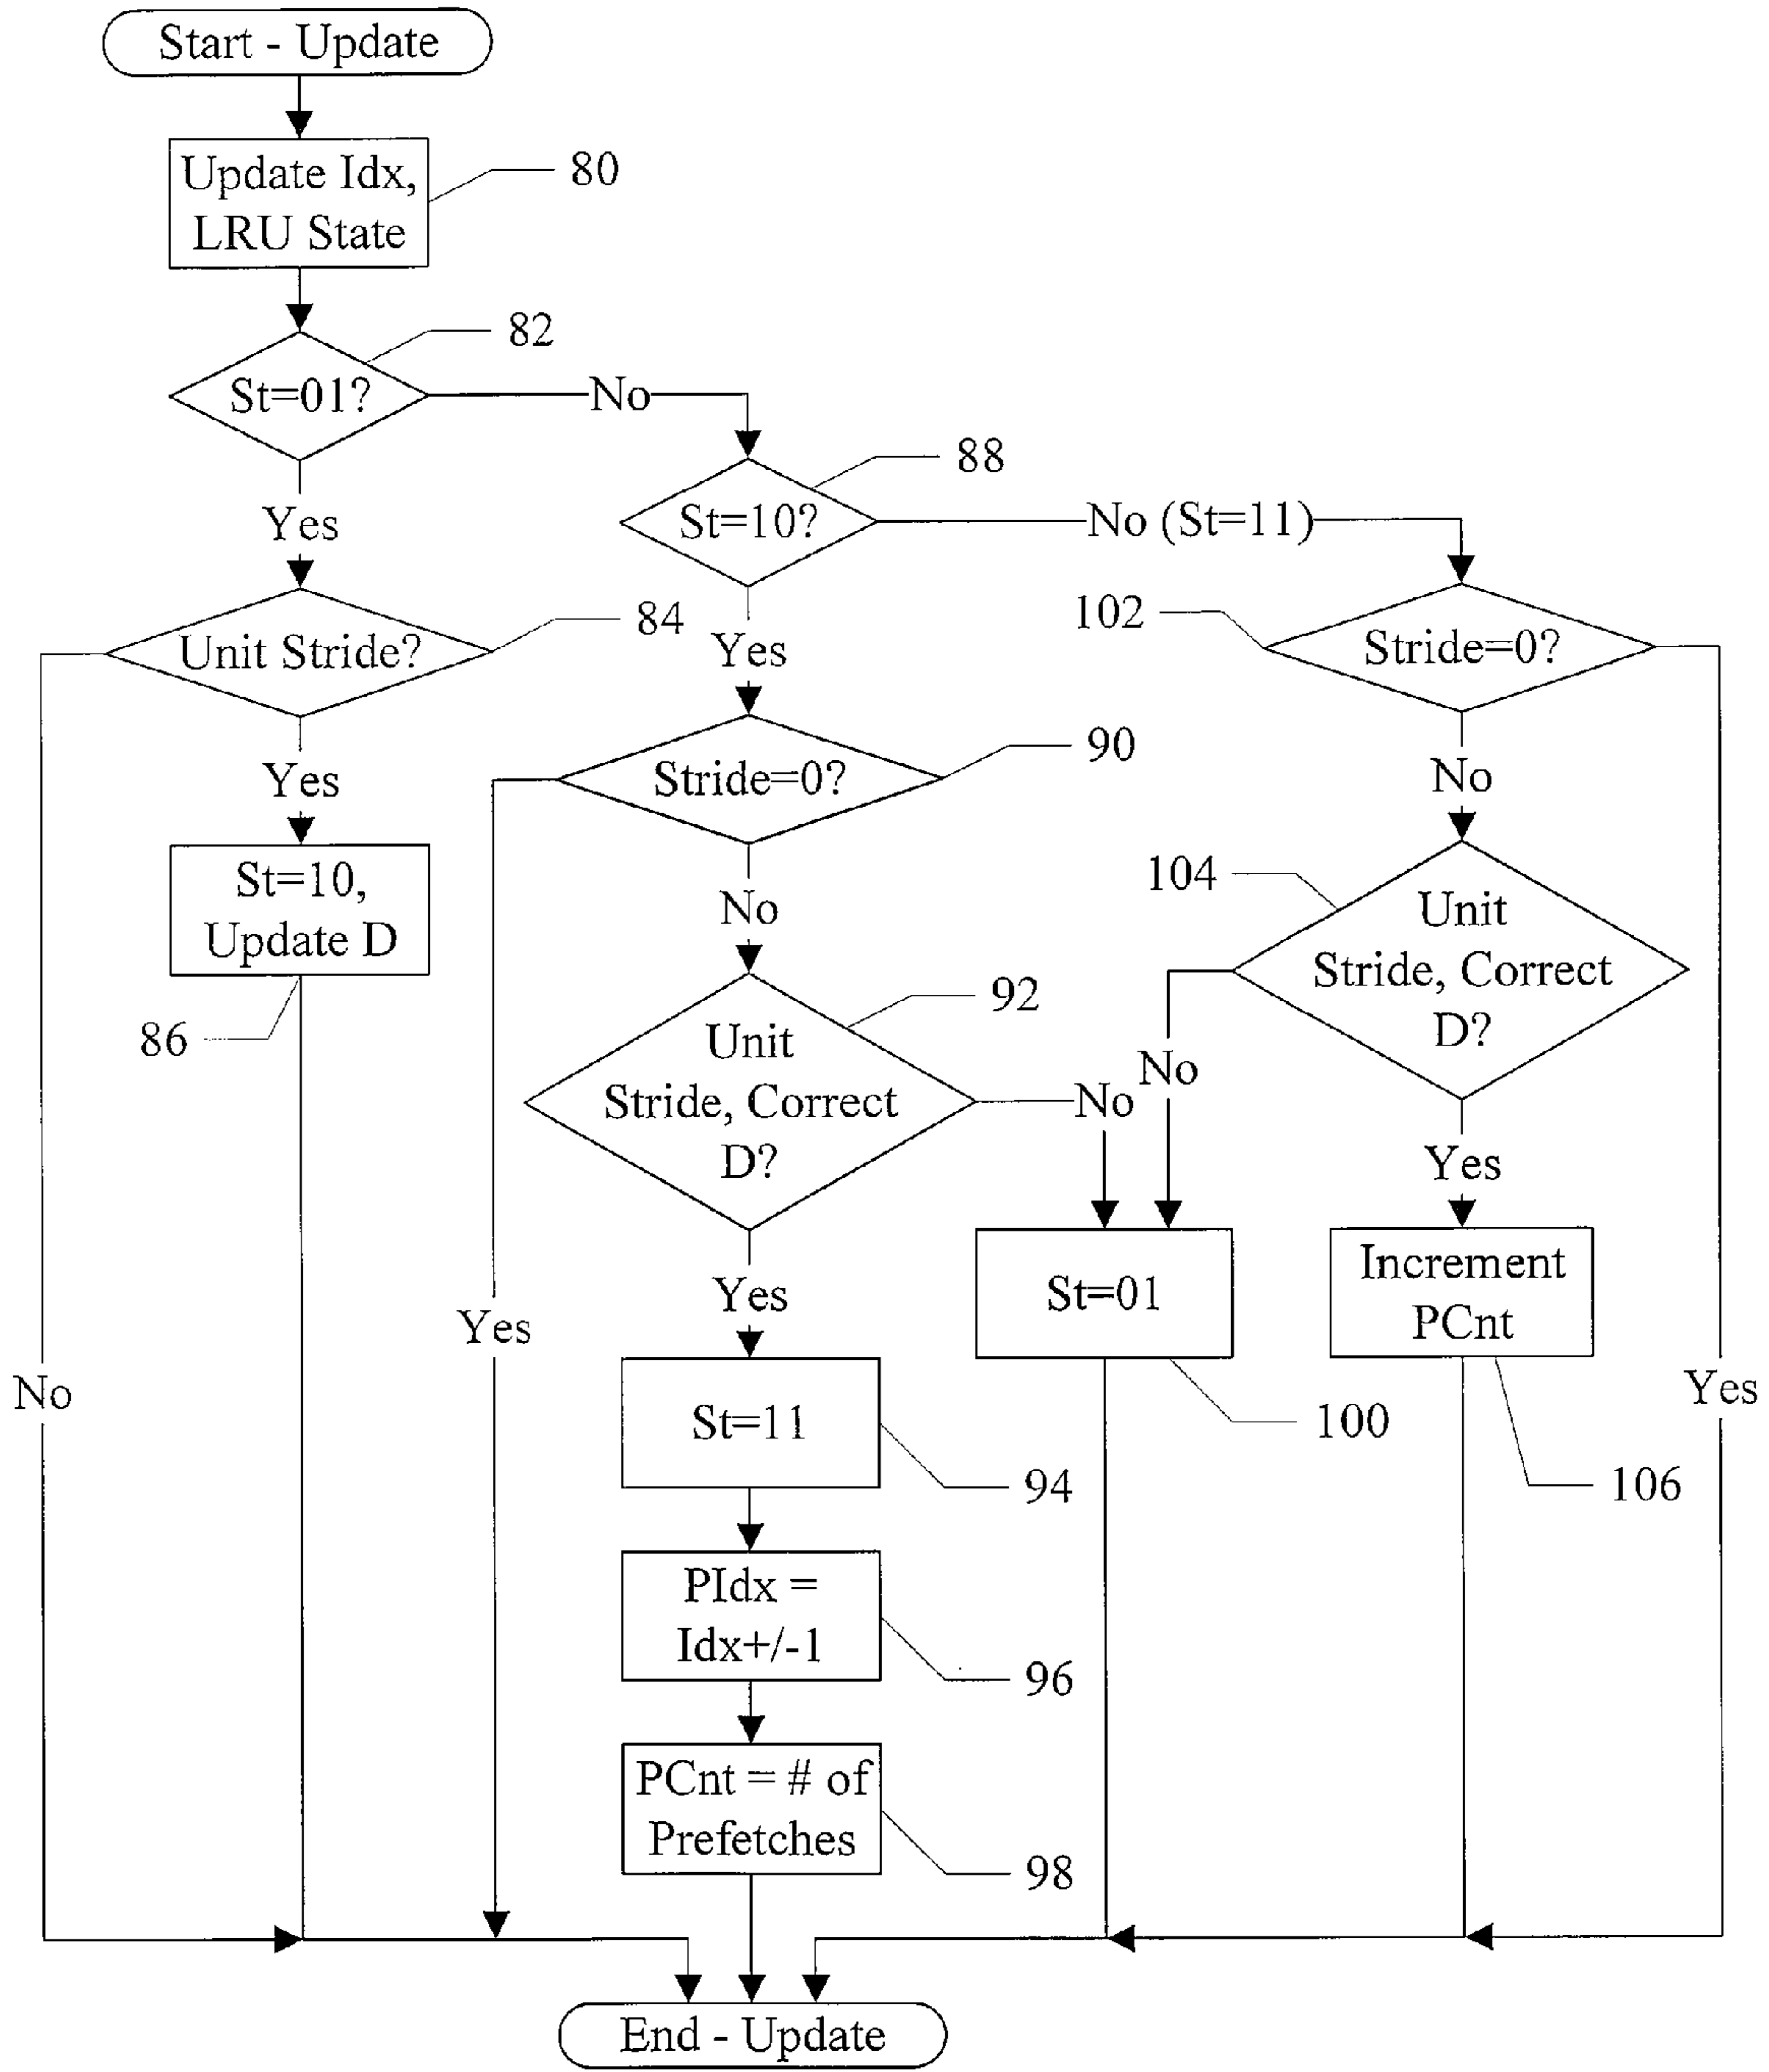 Start - Update
Update Idx,
LRU State
80
St=01?
82
No
Yes
St=10?
88
No (St=11)
Unit Stride?
84
Yes
Stride=0?
102
Yes
Stride=0?
90
No
St=10,
Update D
86
No
Unit
Stride, Correct
D?
104
Unit
Stride, Correct
D?
92
No
No
Yes
Yes
St=01
100
Increment
PCnt
106
Yes
No
Yes
St=11
94
PIdx =
Idx+/-1
96
PCnt = # of
Prefetches
98
End - Update